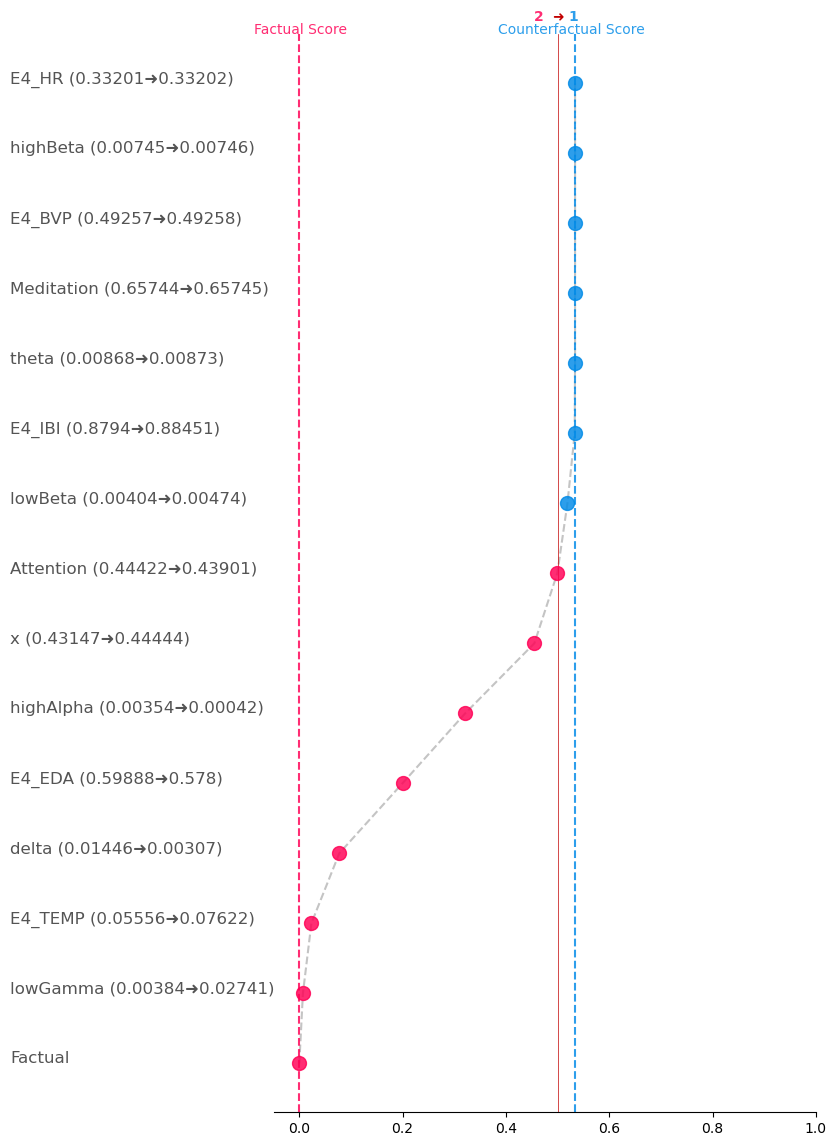 2 ➜ 1
Factual Score Counterfactual Score
E4_HR (0.33201➜0.33202)
highBeta (0.00745➜0.00746)
E4_BVP (0.49257➜0.49258)
Meditation (0.65744➜0.65745)
theta (0.00868➜0.00873)
E4_IBI (0.8794➜0.88451)
lowBeta (0.00404➜0.00474)
Attention (0.44422➜0.43901)
x (0.43147➜0.44444)
highAlpha (0.00354➜0.00042)
E4_EDA (0.59888➜0.578)
delta (0.01446➜0.00307)
E4_TEMP (0.05556➜0.07622)
lowGamma (0.00384➜0.02741)
Factual
0.0 0.2 0.4 0.6 0.8 1.0